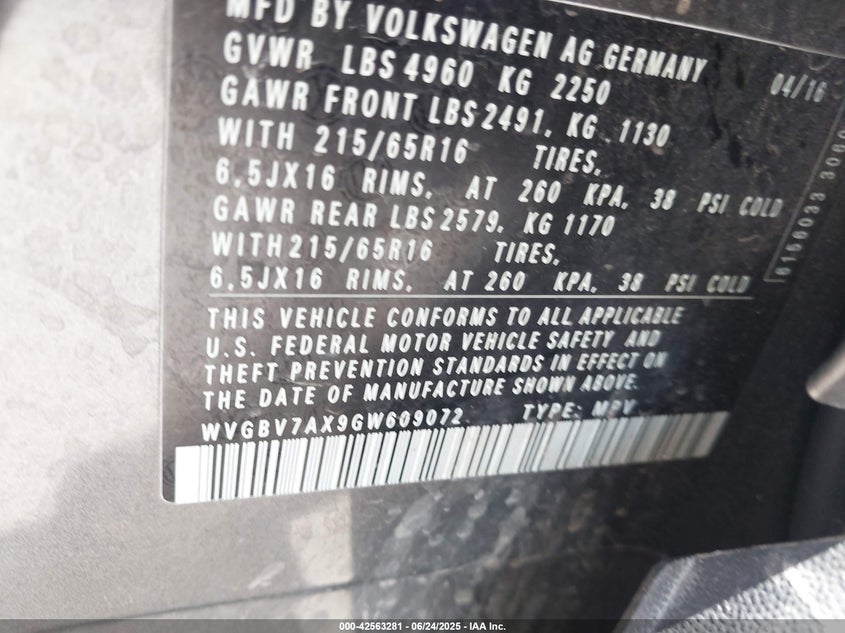 MFD BY VOLKSWAGEN AG GERMANY 04/16
GVWR LBS 4960 KG 2250
GAWR FRONT LBS 2491, KG 1130
WITH 215/65R16 TIRES,
6.5JX16 RIMS, AT 260 KPA, 38 PSI COLD
GAWR REAR LBS 2579, KG 1170
WITH 215/65R16 TIRES,
6.5JX16 RIMS, AT 260 KPA, 38 PSI COLD
THIS VEHICLE CONFORMS TO ALL APPLICABLE
U.S. FEDERAL MOTOR VEHICLE SAFETY AND
THEFT PREVENTION STANDARDS IN EFFECT ON
THE DATE OF MANUFACTURE SHOWN ABOVE.
WVGBV7AX9GW609072 TYPE: MPV
000-42563281 - 06/24/2025 - IAA Inc.